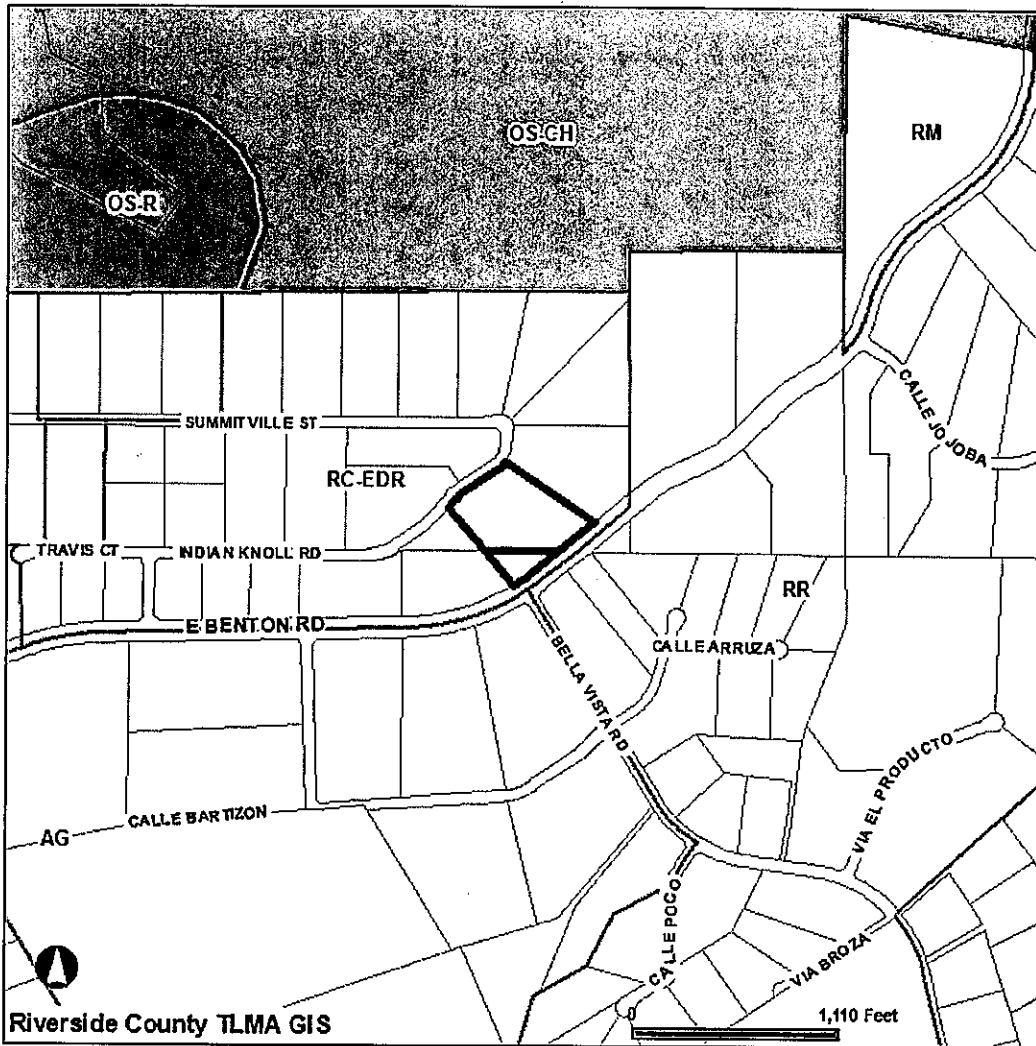 OS-CH
RM
OS-R
CALLE JOJOBA
SUMMITVILLE ST
RC-EDR
TRAVIS CT
INDIAN KNOLL RD
RR
E BENTON RD
CALLE ARRUZA
BELLA VISTA RD
VIA EL PRODUCTO
CALLE BARTIZON
AG
CALLE POCO
VIA BROZA
0
1,110 Feet
Riverside County TLMA GIS